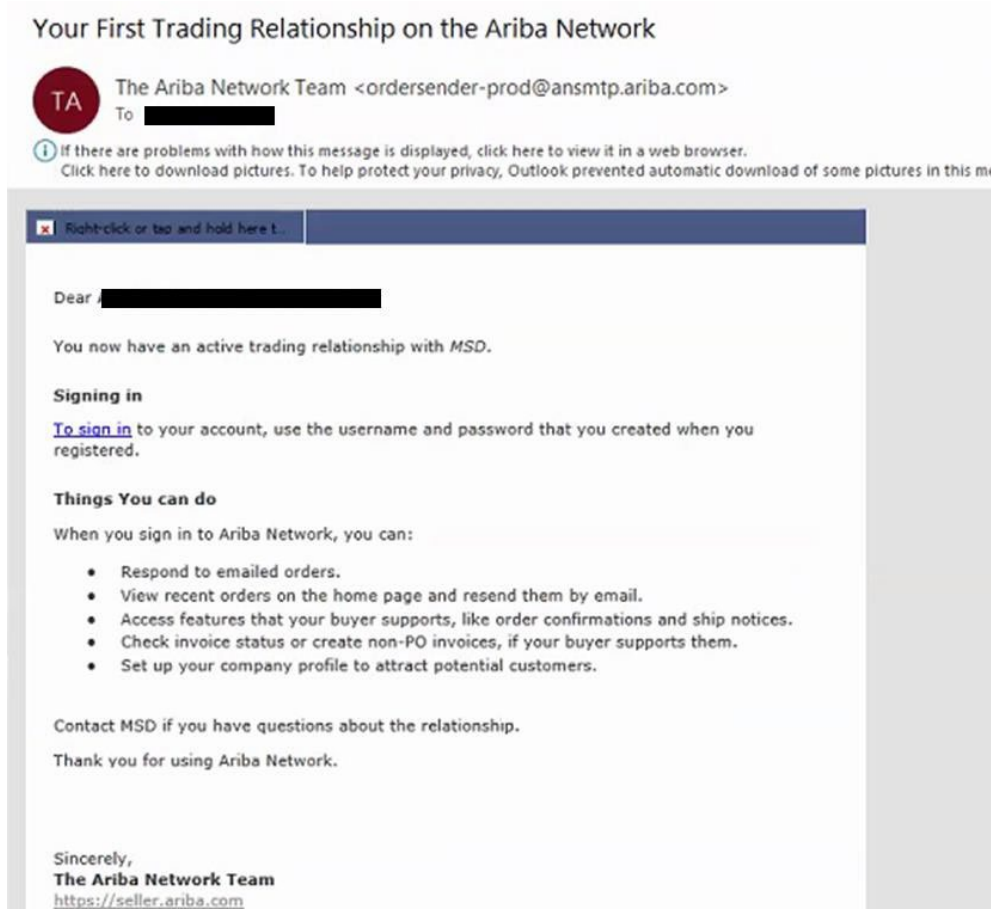 Your First Trading Relationship on the Ariba Network
TA
The Ariba Network Team <ordersender-prod@ansmtp.ariba.com>
To
If there are problems with how this message is displayed, click here to view it in a web browser.
Click here to download pictures. To help protect your privacy, Outlook prevented automatic download of some pictures in this
Right-click or tap and hold here t...
Dear
You now have an active trading relationship with MSD.
Signing in
To sign in to your account, use the username and password that you created when you
registered.
Things You can do
When you sign in to Ariba Network, you can:
• Respond to emailed orders.
• View recent orders on the home page and resend them by email.
• Access features that your buyer supports, like order confirmations and ship notices.
• Check invoice status or create non-PO invoices, if your buyer supports them.
• Set up your company profile to attract potential customers.
Contact MSD if you have questions about the relationship.
Thank you for using Ariba Network.
Sincerely,
The Ariba Network Team
https://seller.ariba.com